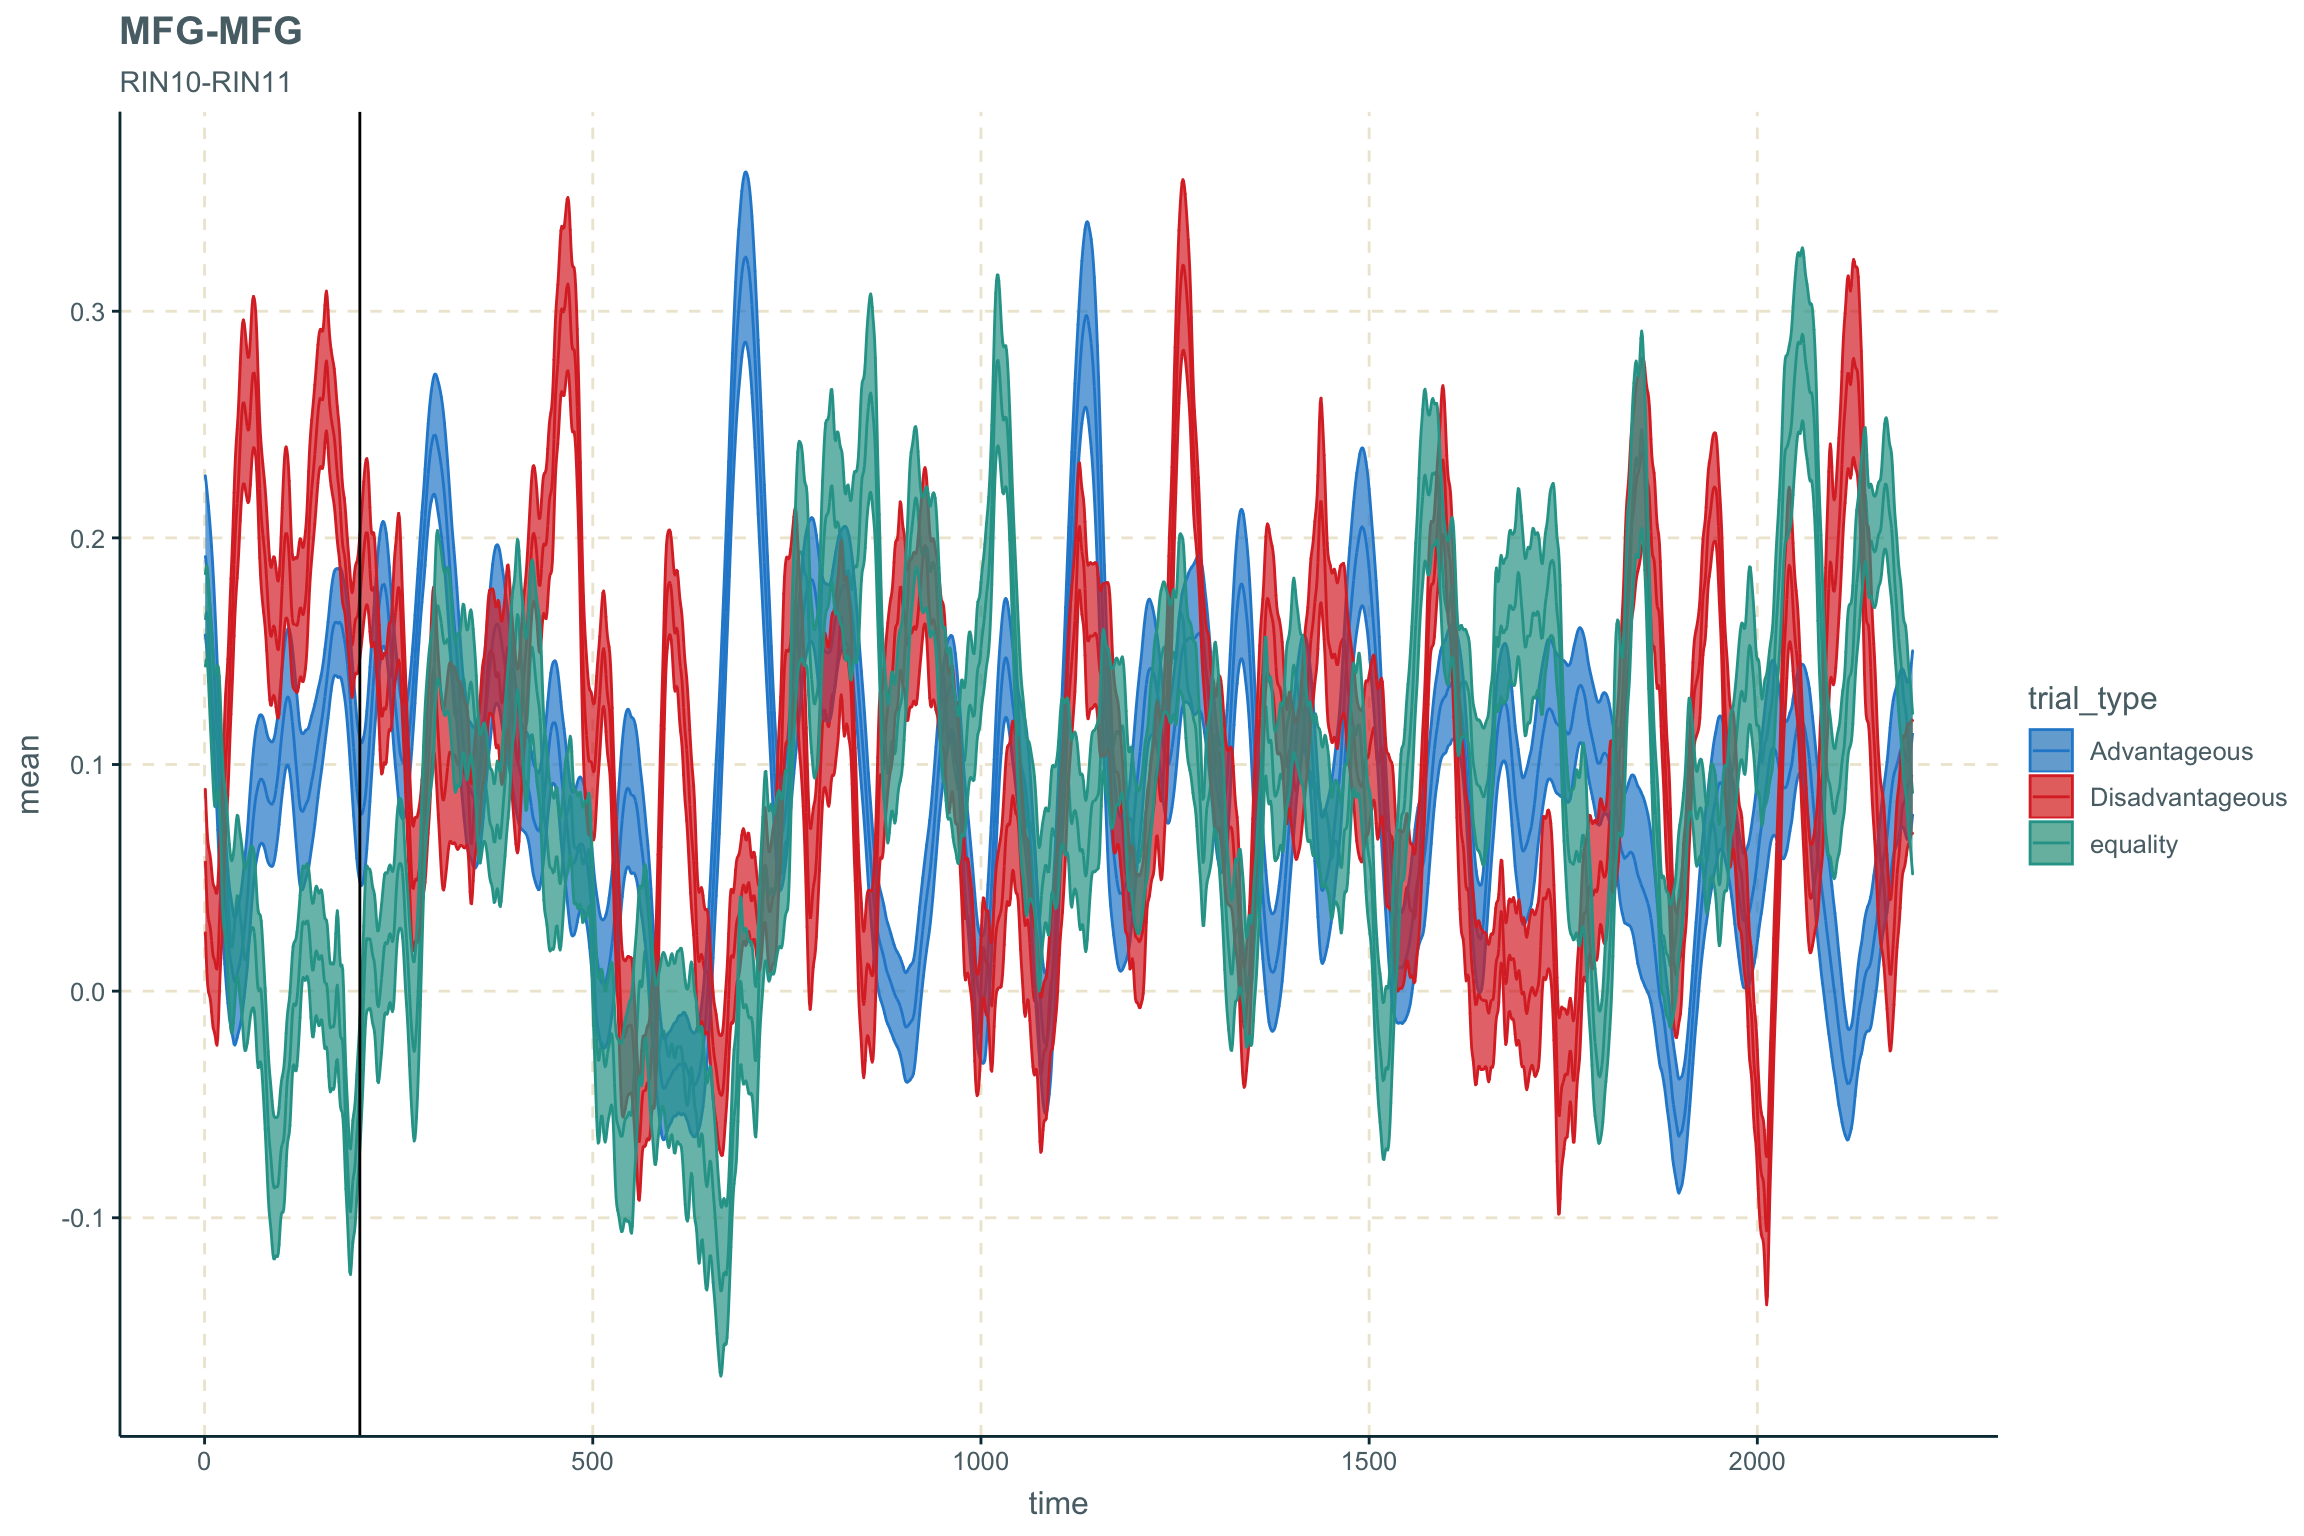 MFG-MFG
RIN10-RIN11
mean
0.3
0.2
0.1
0.0
-0.1
0
500
1000
1500
2000
time
trial_type
Advantageous
Disadvantageous
equality